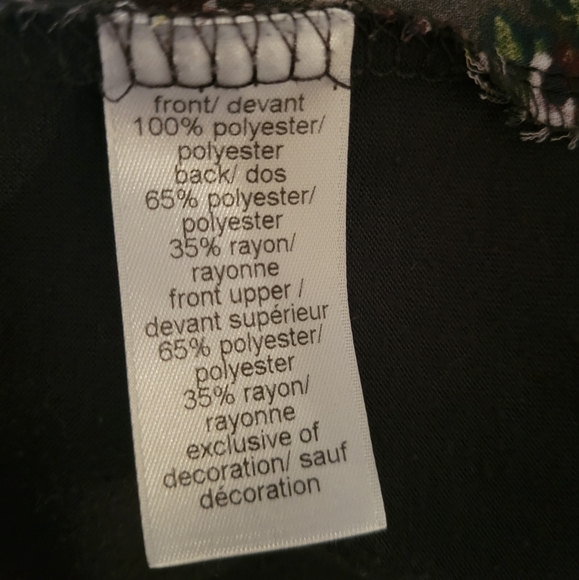 front/ devant
100% polyester/
polyester
back/ dos
65% polyester/
polyester
35% rayon/
rayonne
front upper /
devant supérieur
65% polyester/
polyester
35% rayon/
rayonne
exclusive of
decoration/ sauf
décoration